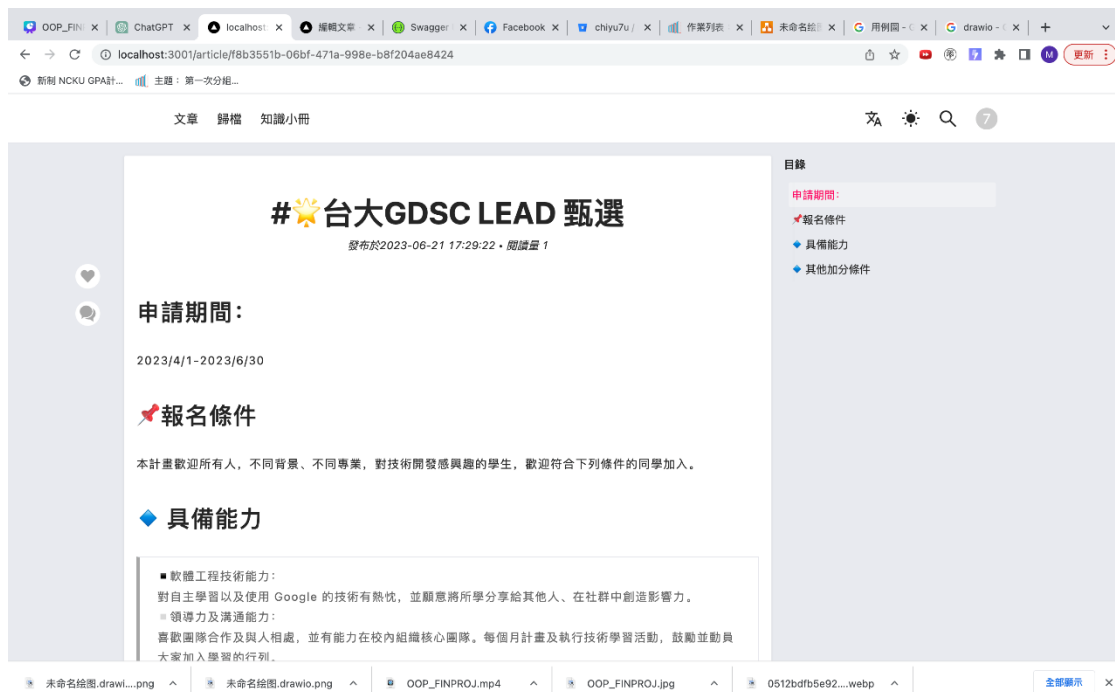 OOP_FIN
ChatGPT
localhost:
編輯文章 -
Swagger
Facebook
chiyu7u /
作業列表
未命名绘图
用例圖 - G
drawio - G
localhost:3001/article/f8b3551b-06bf-471a-998e-b8f204ae8424
M
更新
新制 NCKU GPA計...
主題：第一次分組...
文章 歸檔 知識小冊
7
#🌟台大GDSC LEAD 甄選
發布於2023-06-21 17:29:22 • 閱讀量 1
申請期間：
2023/4/1-2023/6/30
📌報名條件
本計畫歡迎所有人，不同背景、不同專業，對技術開發感興趣的學生，歡迎符合下列條件的同學加入。
🔹 具備能力
▪️軟體工程技術能力：
對自主學習以及使用 Google 的技術有熱忱，並願意將所學分享給其他人、在社群中創造影響力。
▫️領導力及溝通能力：
喜歡團隊合作及與人相處，並有能力在校內組織核心團隊。每個月計畫及執行技術學習活動，鼓勵並動員
大家加入學習的行列。
目錄
申請期間：
📌報名條件
🔹 具備能力
🔹 其他加分條件
未命名绘图.drawi....png
未命名绘图.drawio.png
OOP_FINPROJ.mp4
OOP_FINPROJ.jpg
0512bdfb5e92....webp
全部顯示